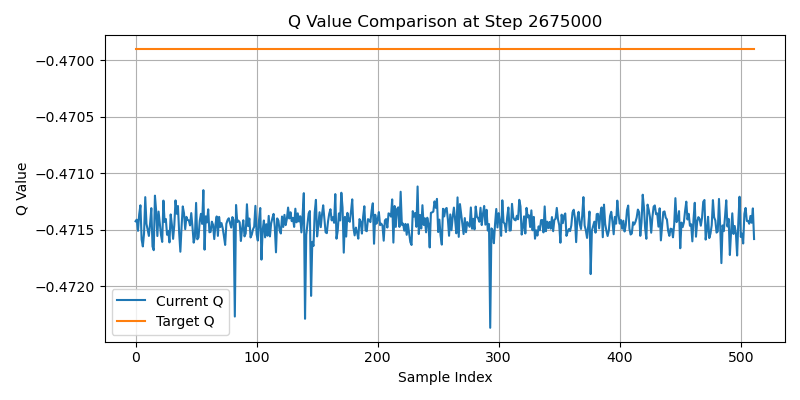 Q Value Comparison at Step 2675000
Q Value
−0.4700
−0.4705
−0.4710
−0.4715
−0.4720
Current Q
Target Q
0
100
200
300
400
500
Sample Index